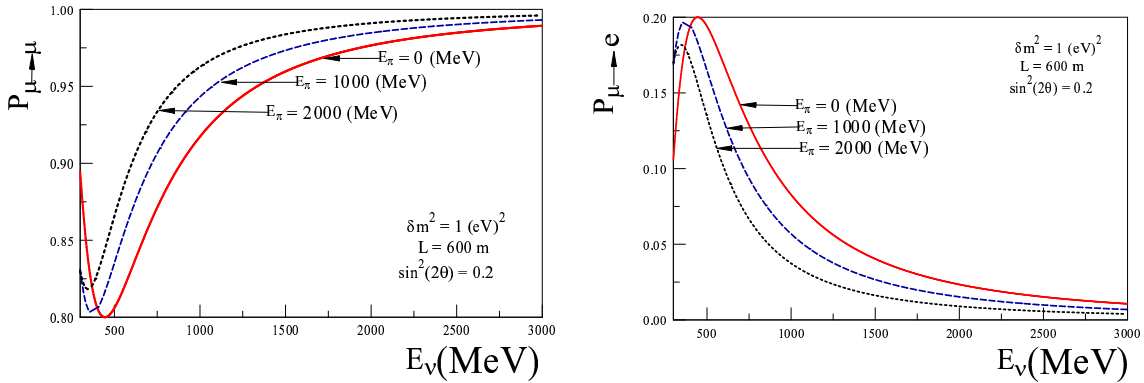 1.00
0.95
0.90
0.85
0.80
500
1000
1500
2000
2500
3000
P μ→μ
E_π = 0 (MeV)
E_π = 1000 (MeV)
E_π = 2000 (MeV)
δm² = 1 (eV)²
L = 600 m
sin²(2θ) = 0.2
E_ν(MeV)
0.20
0.15
0.10
0.05
0.00
500
1000
1500
2000
2500
3000
P μ→e
δm² = 1 (eV)²
L = 600 m
sin²(2θ) = 0.2
E_π = 0 (MeV)
E_π = 1000 (MeV)
E_π = 2000 (MeV)
E_ν(MeV)